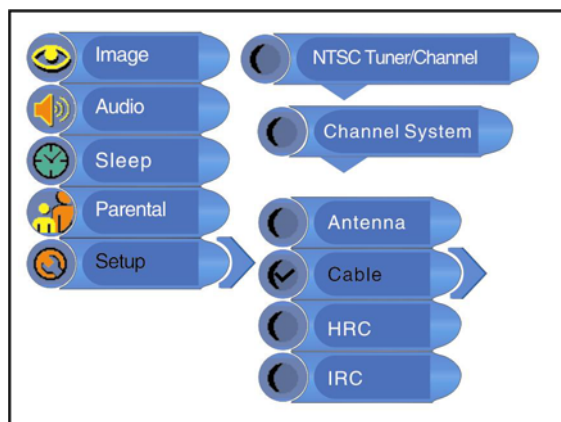 Image
Audio
Sleep
Parental
Setup
NTSC Tuner/Channel
Channel System
Antenna
Cable
HRC
IRC